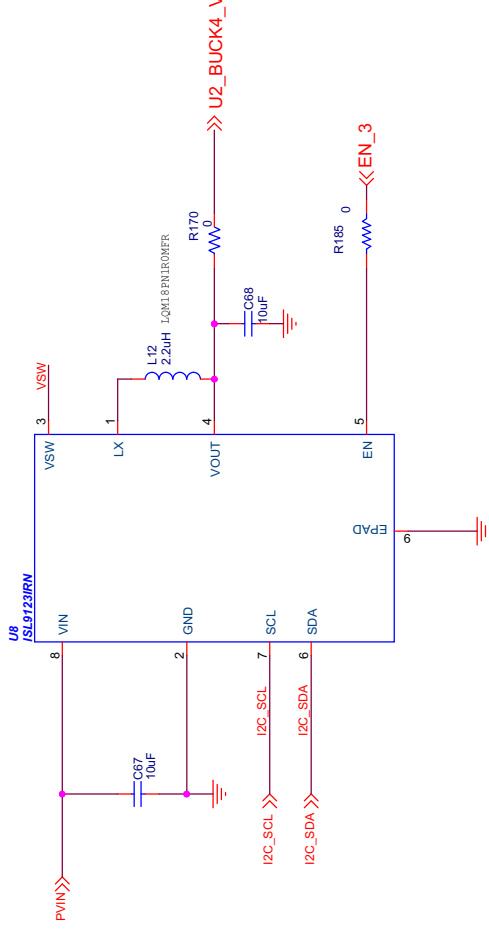 U8
ISL9123IRN
PVIN
C67
10uF
8
VIN
2
GND
I2C_SCL
I2C_SCL
7
SCL
I2C_SDA
I2C_SDA
6
SDA
EPAD
6
VSW
3
VSW
1
LX
L12
2.2uH
LQM18PN1R0MFR
4
VOUT
C68
10uF
R170
0
U2_BUCK4_V
5
EN
R185
0
EN_3